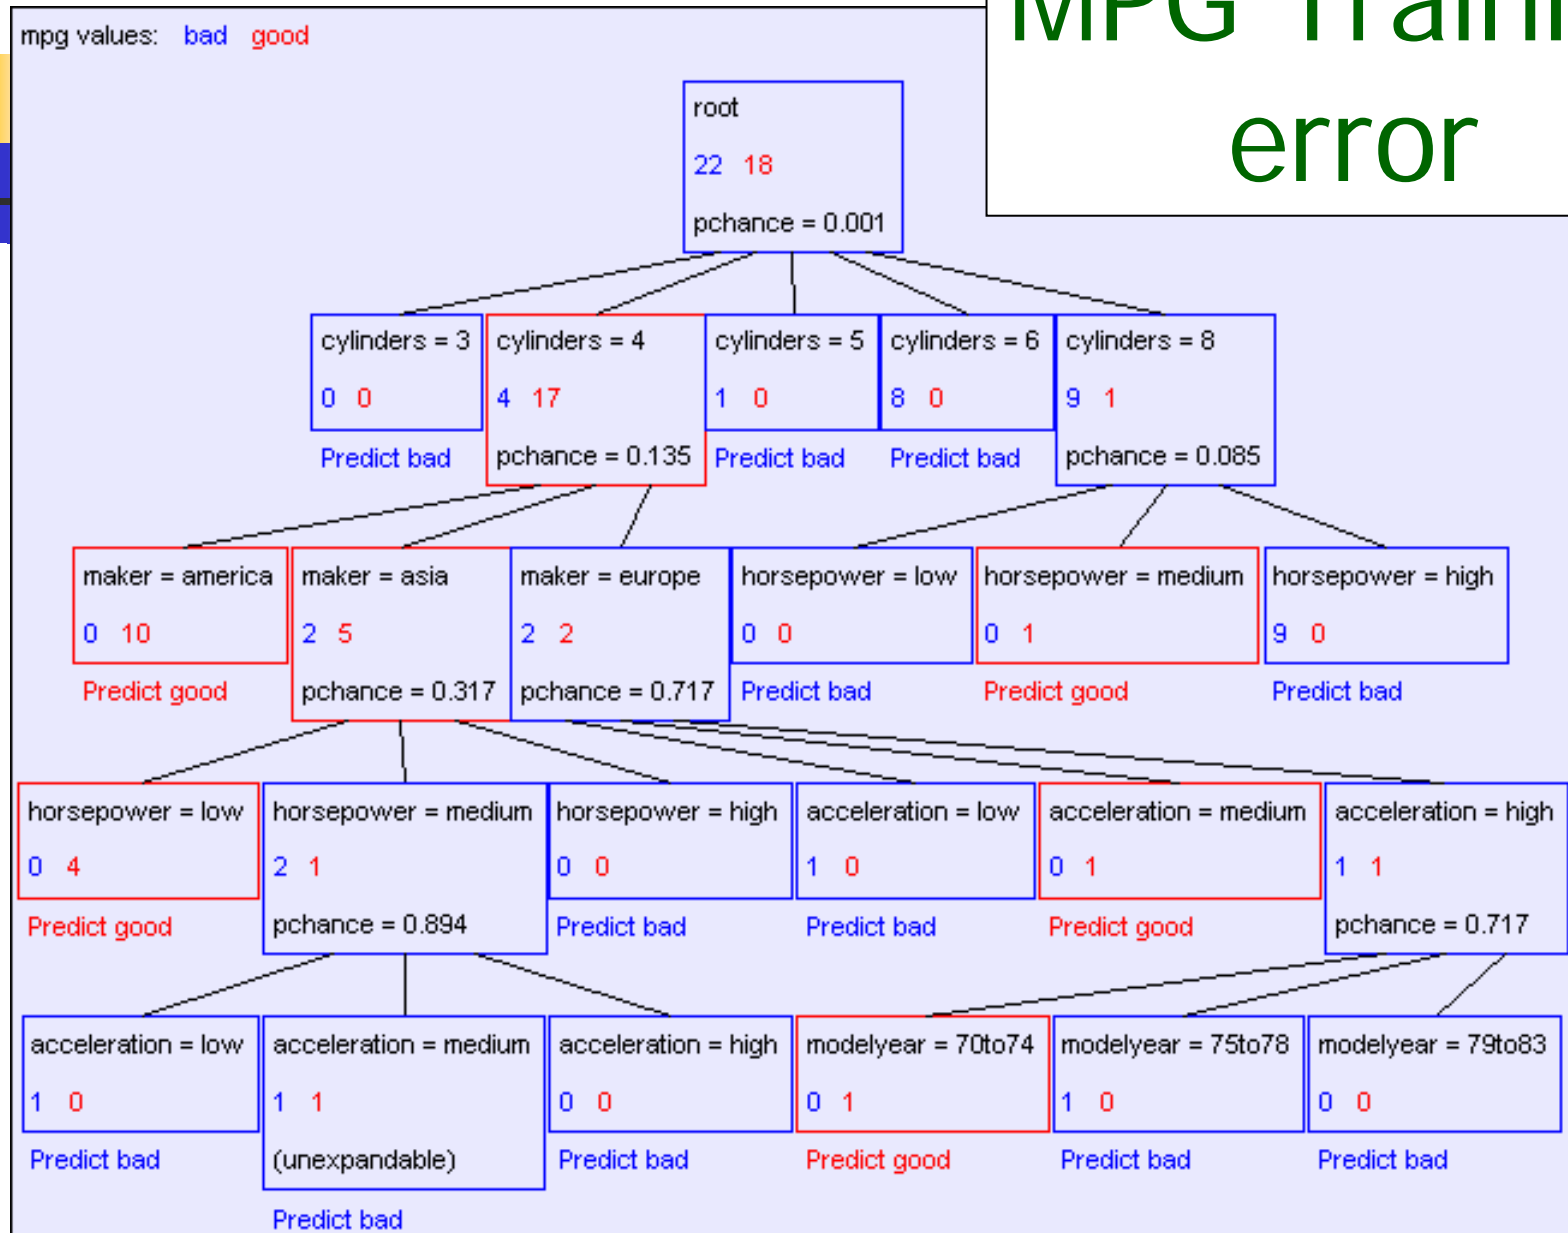 MPG Traini
error
mpg values: bad good
root
22 18
pchance = 0.001
cylinders = 3
0 0
Predict bad
cylinders = 4
4 17
pchance = 0.135
cylinders = 5
1 0
Predict bad
cylinders = 6
8 0
Predict bad
cylinders = 8
9 1
pchance = 0.085
maker = america
0 10
Predict good
maker = asia
2 5
pchance = 0.317
maker = europe
2 2
pchance = 0.717
horsepower = low
0 0
Predict bad
horsepower = medium
0 1
Predict good
horsepower = high
9 0
Predict bad
horsepower = low
0 4
Predict good
horsepower = medium
2 1
pchance = 0.894
horsepower = high
0 0
Predict bad
acceleration = low
1 0
Predict bad
acceleration = medium
0 1
Predict good
acceleration = high
1 1
pchance = 0.717
acceleration = low
1 0
Predict bad
acceleration = medium
1 1
(unexpandable)
Predict bad
acceleration = high
0 0
Predict bad
modelyear = 70to74
0 1
Predict good
modelyear = 75to78
1 0
Predict bad
modelyear = 79to83
0 0
Predict bad